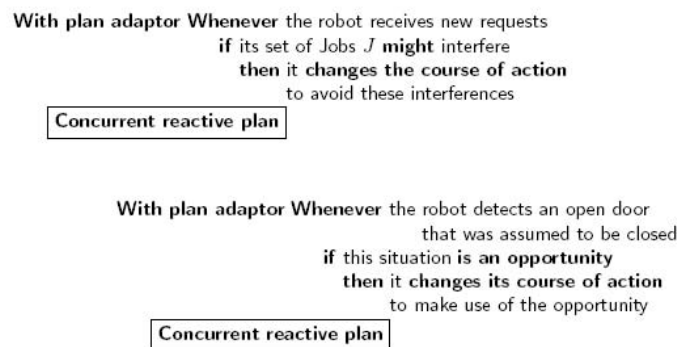 With plan adaptor Whenever the robot receives new requests
if its set of Jobs J might interfere
then it changes the course of action
to avoid these interferences
Concurrent reactive plan
With plan adaptor Whenever the robot detects an open door
that was assumed to be closed
if this situation is an opportunity
then it changes its course of action
to make use of the opportunity
Concurrent reactive plan